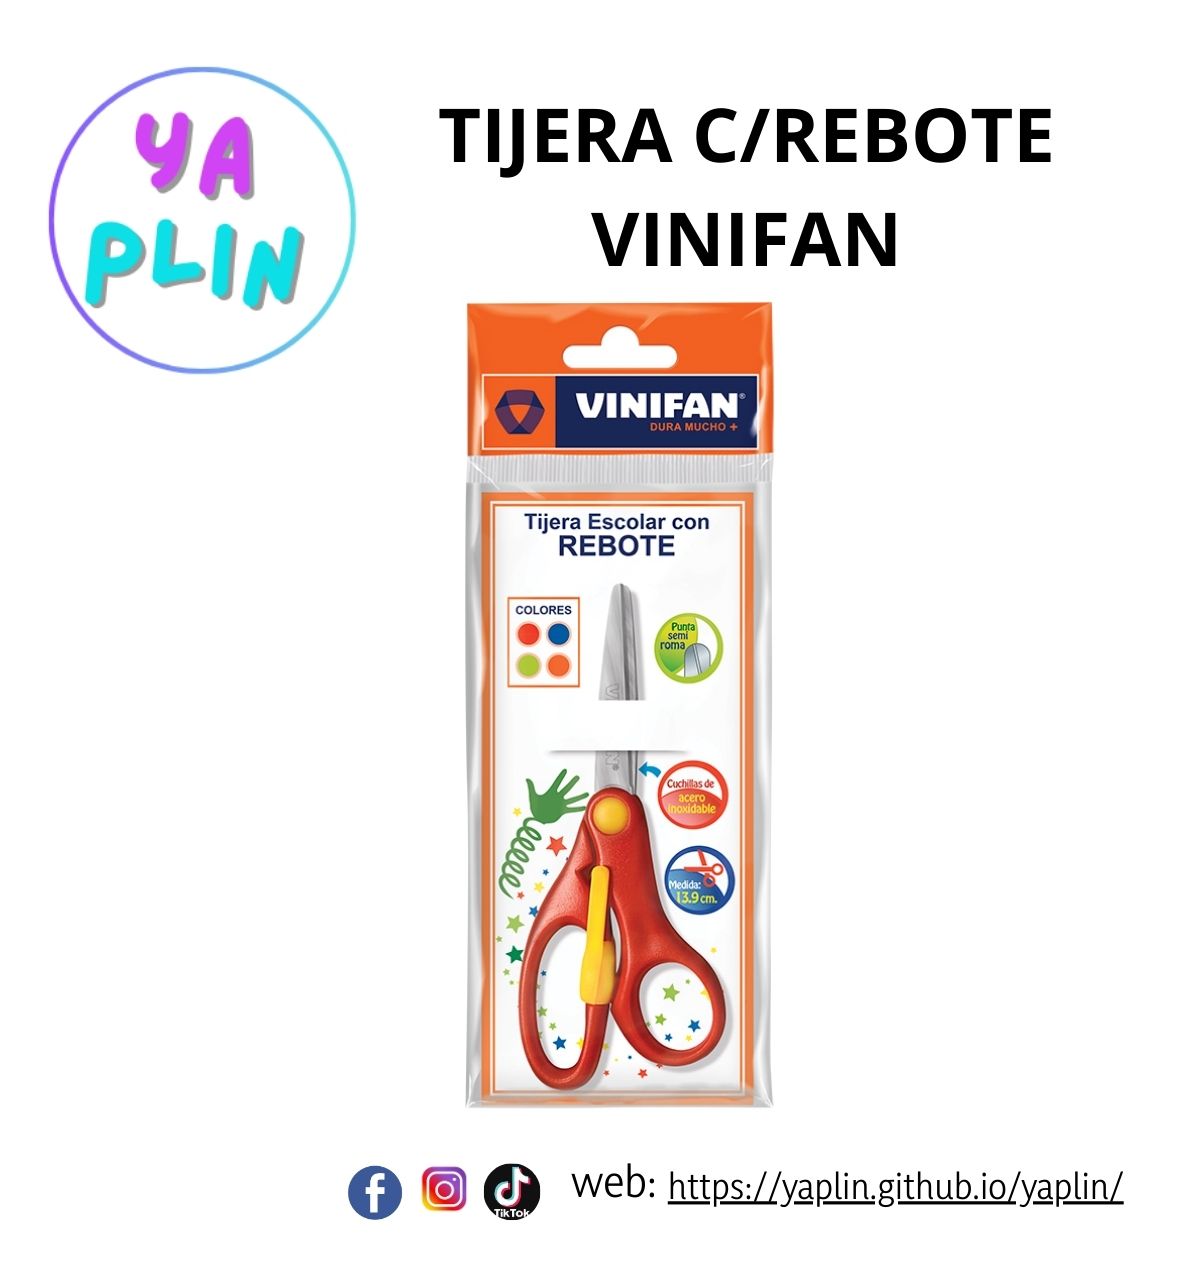 YA
PLIN
TIJERA C/REBOTE
VINIFAN
VINIFAN®
DURA MUCHO +
Tijera Escolar con
REBOTE
COLORES
Punta
semi
roma
Cuchillas de
acero
inoxidable
Medida:
13.9 cm.
TikTok
web: https://yaplin.github.io/yaplin/